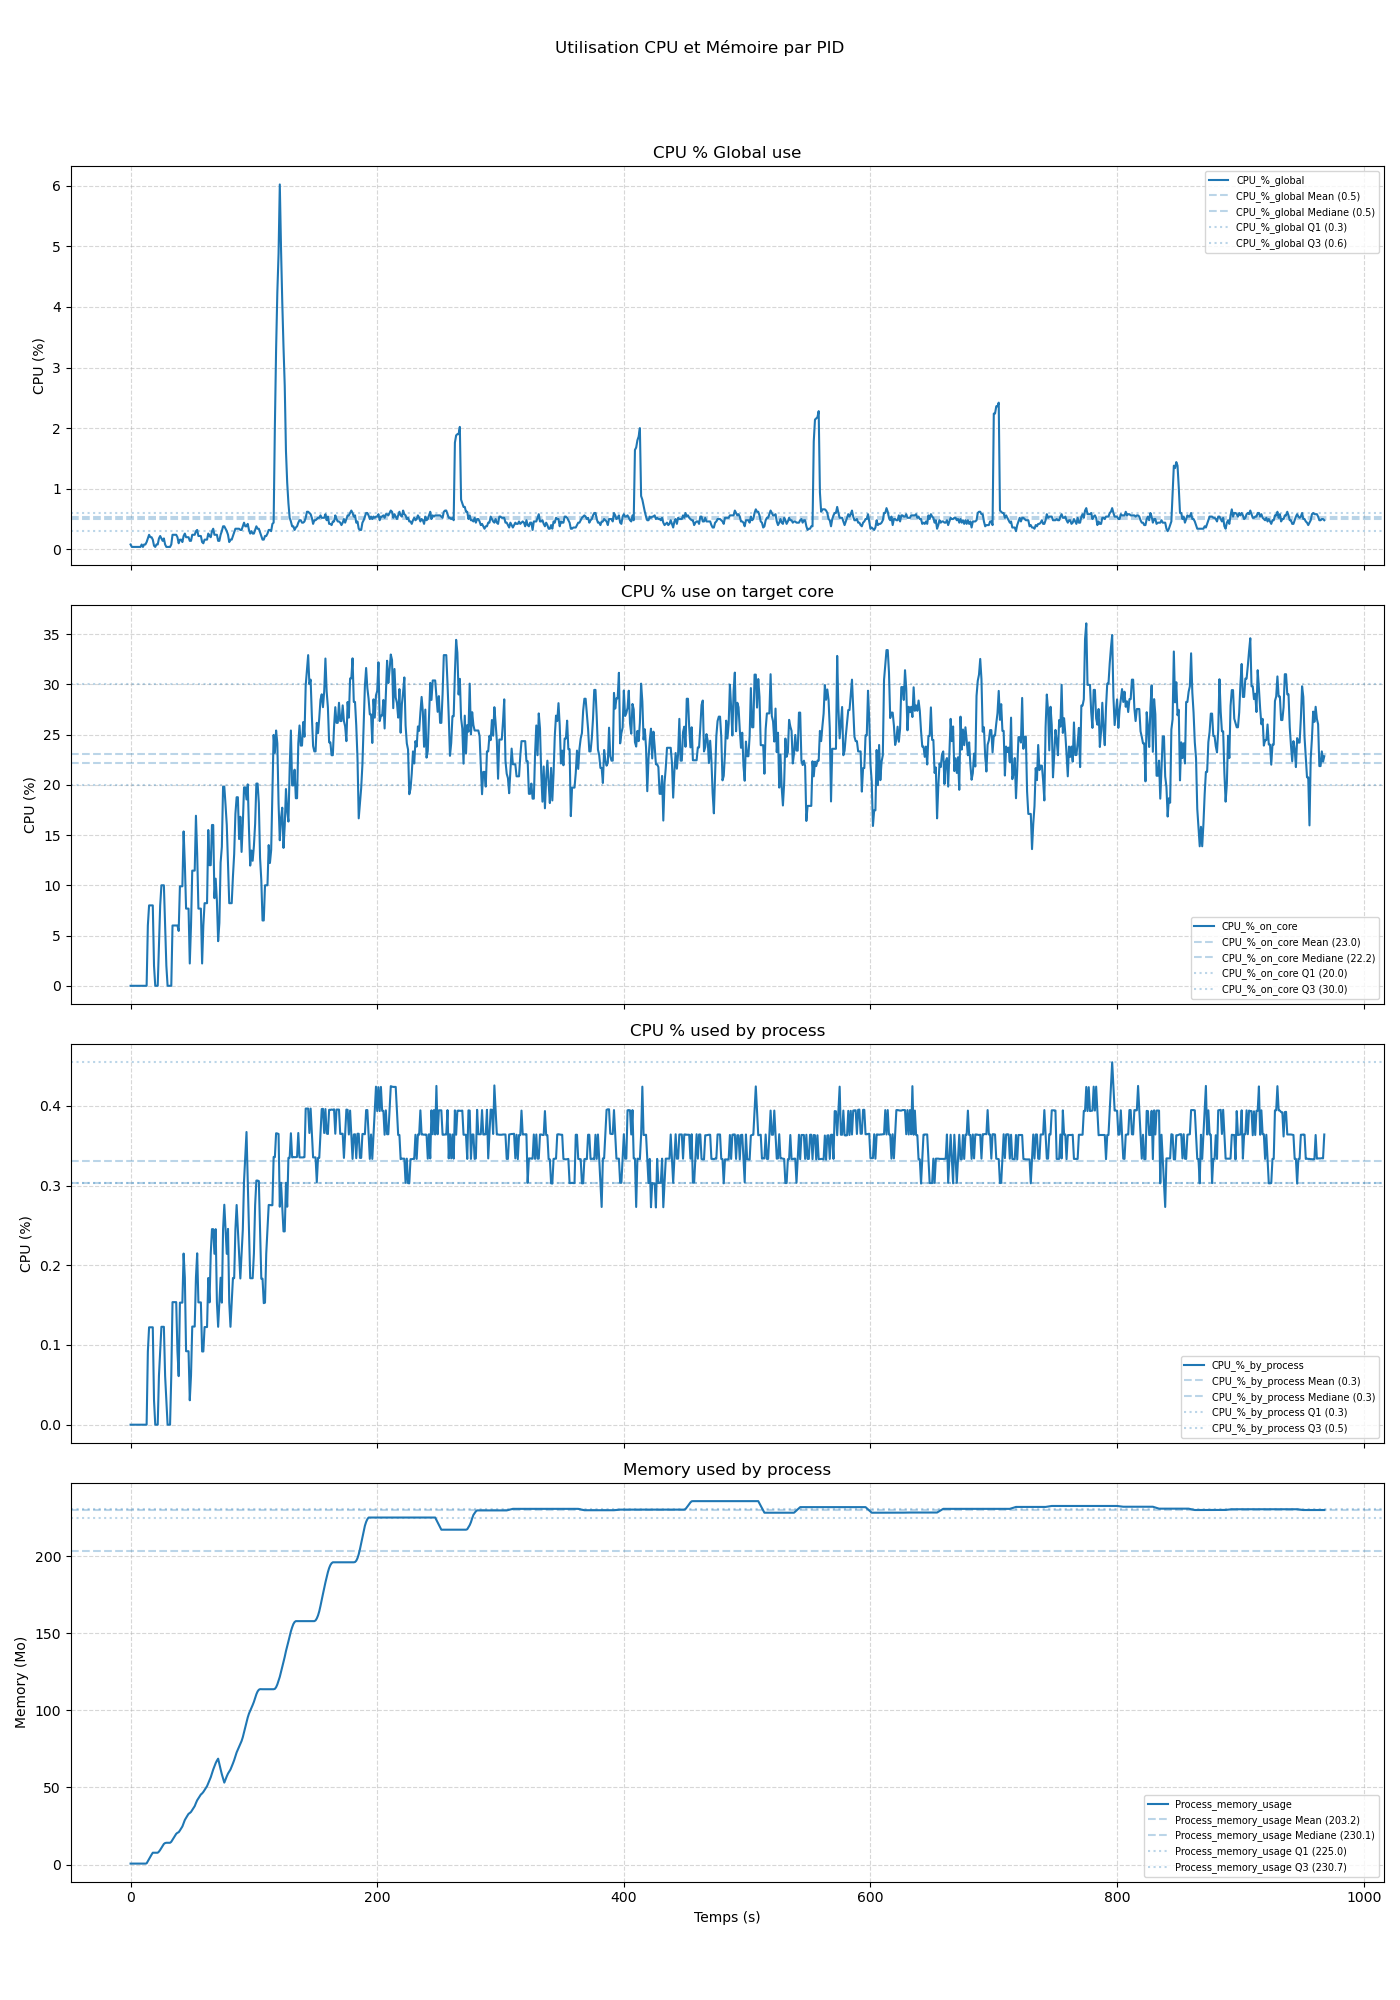 Utilisation CPU et Mémoire par PID
CPU % Global use
6
5
4
3
2
1
0
CPU (%)
CPU_%_global
CPU_%_global Mean (0.5)
CPU_%_global Mediane (0.5)
CPU_%_global Q1 (0.3)
CPU_%_global Q3 (0.6)
CPU % use on target core
35
30
25
20
15
10
5
0
CPU (%)
CPU_%_on_core
CPU_%_on_core Mean (23.0)
CPU_%_on_core Mediane (22.2)
CPU_%_on_core Q1 (20.0)
CPU_%_on_core Q3 (30.0)
CPU % used by process
0.4
0.3
0.2
0.1
0.0
CPU (%)
CPU_%_by_process
CPU_%_by_process Mean (0.3)
CPU_%_by_process Mediane (0.3)
CPU_%_by_process Q1 (0.3)
CPU_%_by_process Q3 (0.5)
Memory used by process
200
150
100
50
0
Memory (Mo)
Process_memory_usage
Process_memory_usage Mean (203.2)
Process_memory_usage Mediane (230.1)
Process_memory_usage Q1 (225.0)
Process_memory_usage Q3 (230.7)
0 200 400 600 800 1000
Temps (s)